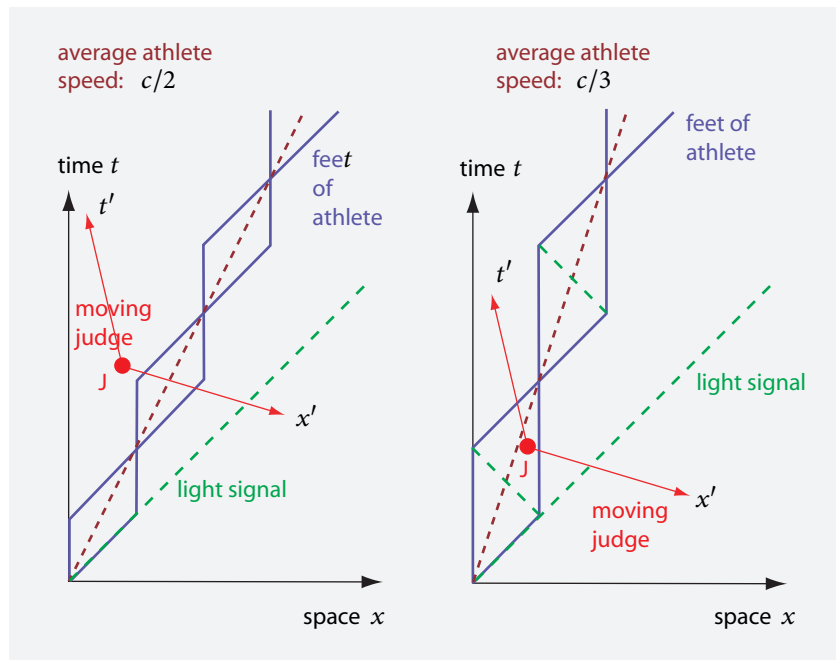 average athlete
speed: c/2
time t
t′
feet
of
athlete
moving
judge
J
x′
light signal
space x
average athlete
speed: c/3
feet of
athlete
time t
t′
light signal
J
x′
moving
judge
space x